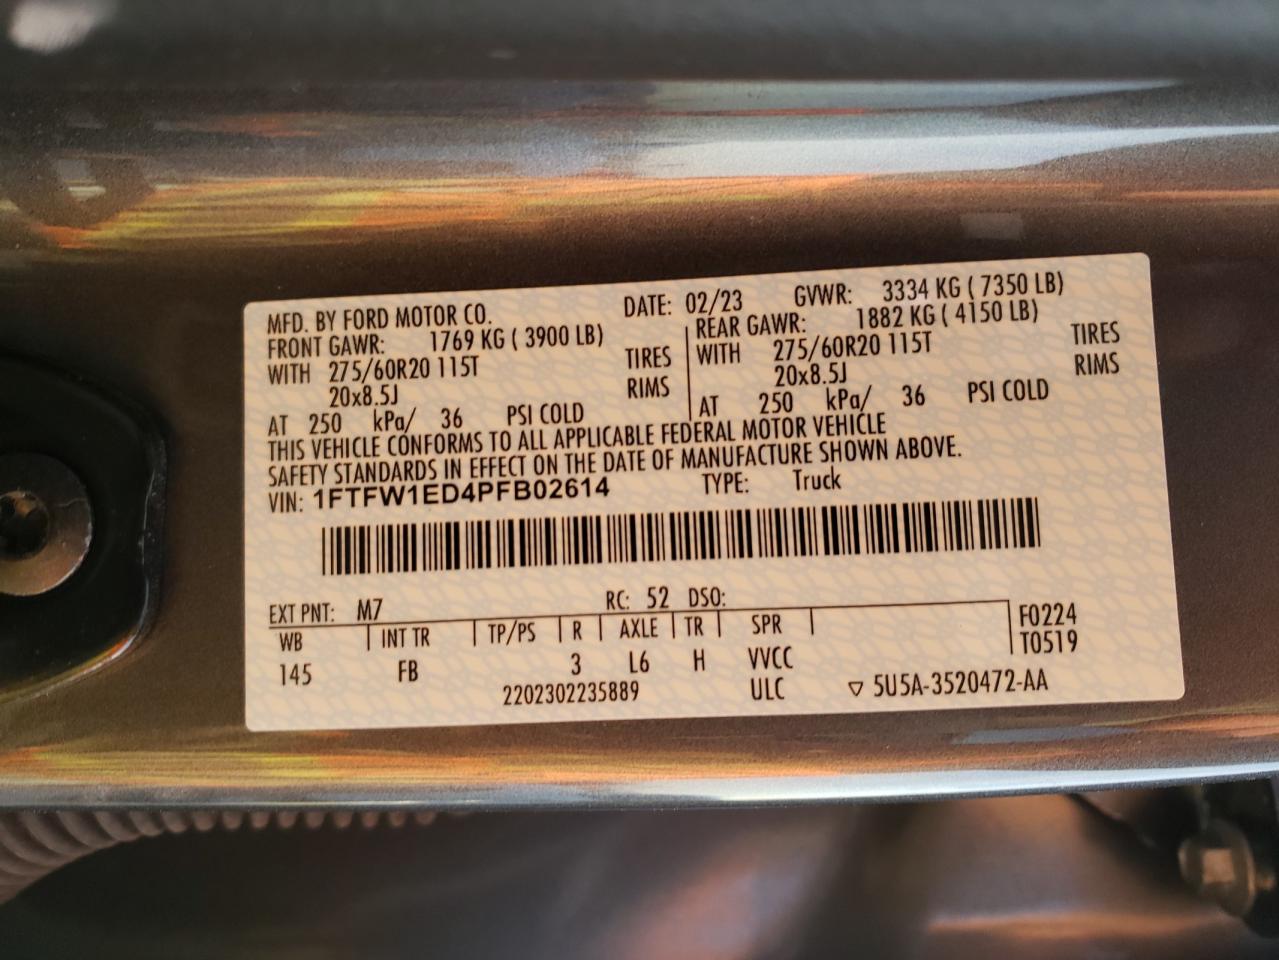 MFD. BY FORD MOTOR CO. DATE: 02/23 GVWR: 3334 KG ( 7350 LB)
FRONT GAWR: 1769 KG ( 3900 LB) REAR GAWR: 1882 KG ( 4150 LB)
WITH 275/60R20 115T TIRES WITH 275/60R20 115T TIRES
20x8.5J RIMS 20x8.5J RIMS
AT 250 kPa/ 36 PSI COLD AT 250 kPa/ 36 PSI COLD
THIS VEHICLE CONFORMS TO ALL APPLICABLE FEDERAL MOTOR VEHICLE
SAFETY STANDARDS IN EFFECT ON THE DATE OF MANUFACTURE SHOWN ABOVE.
VIN: 1FTFW1ED4PFB02614 TYPE: Truck
EXT PNT: M7 RC: 52 DSO:
WB INT TR TP/PS R AXLE TR SPR F0224
T0519
145 FB 3 L6 H VVCC
2202302235889 ULC ▽ 5U5A-3520472-AA